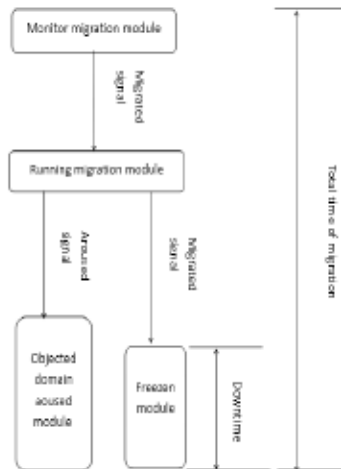 Monitor migration module
Migrated
signal
Running migration module
Aroused
signal
Migrated
signal
Objected
domain
aoused
module
Freezen
module
Downtime
Total time of migration